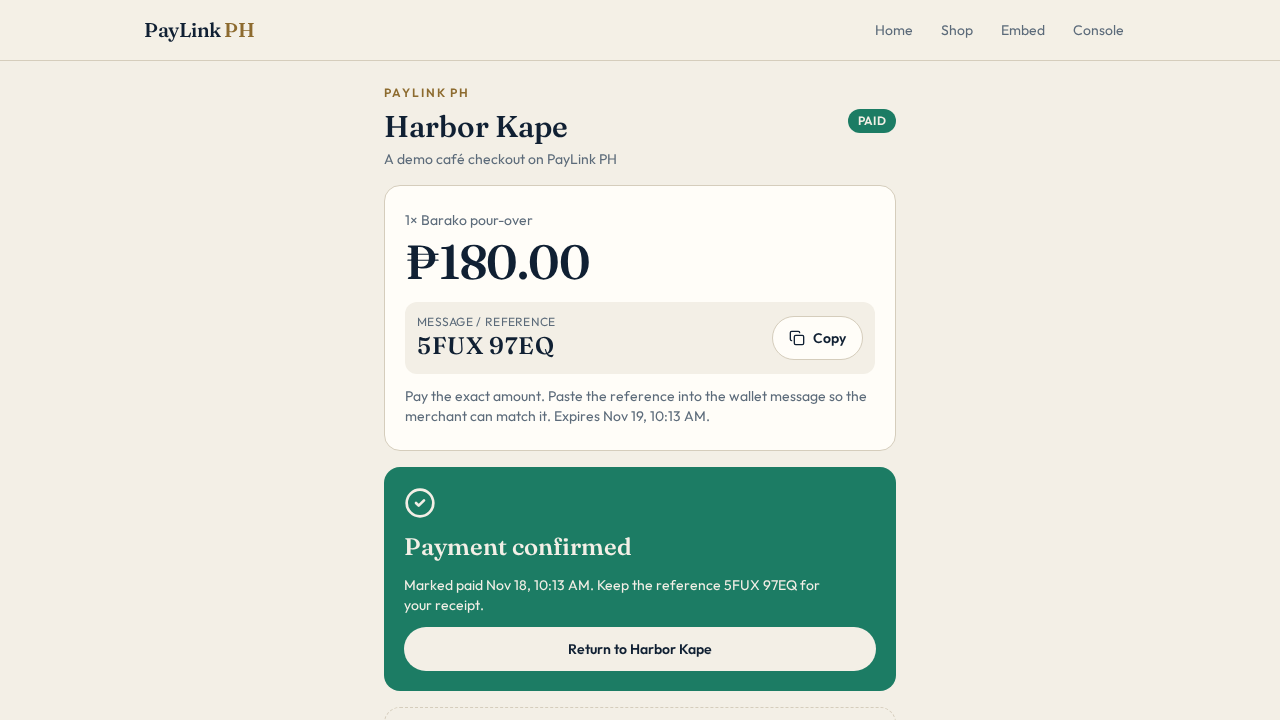 PayLink PH
Home
Shop
Embed
Console
PAYLINK PH
Harbor Kape
PAID
A demo café checkout on PayLink PH
1× Barako pour-over
₱180.00
MESSAGE / REFERENCE
5FUX 97EQ
Copy
Pay the exact amount. Paste the reference into the wallet message so the
merchant can match it. Expires Nov 19, 10:13 AM.
Payment confirmed
Marked paid Nov 18, 10:13 AM. Keep the reference 5FUX 97EQ for
your receipt.
Return to Harbor Kape